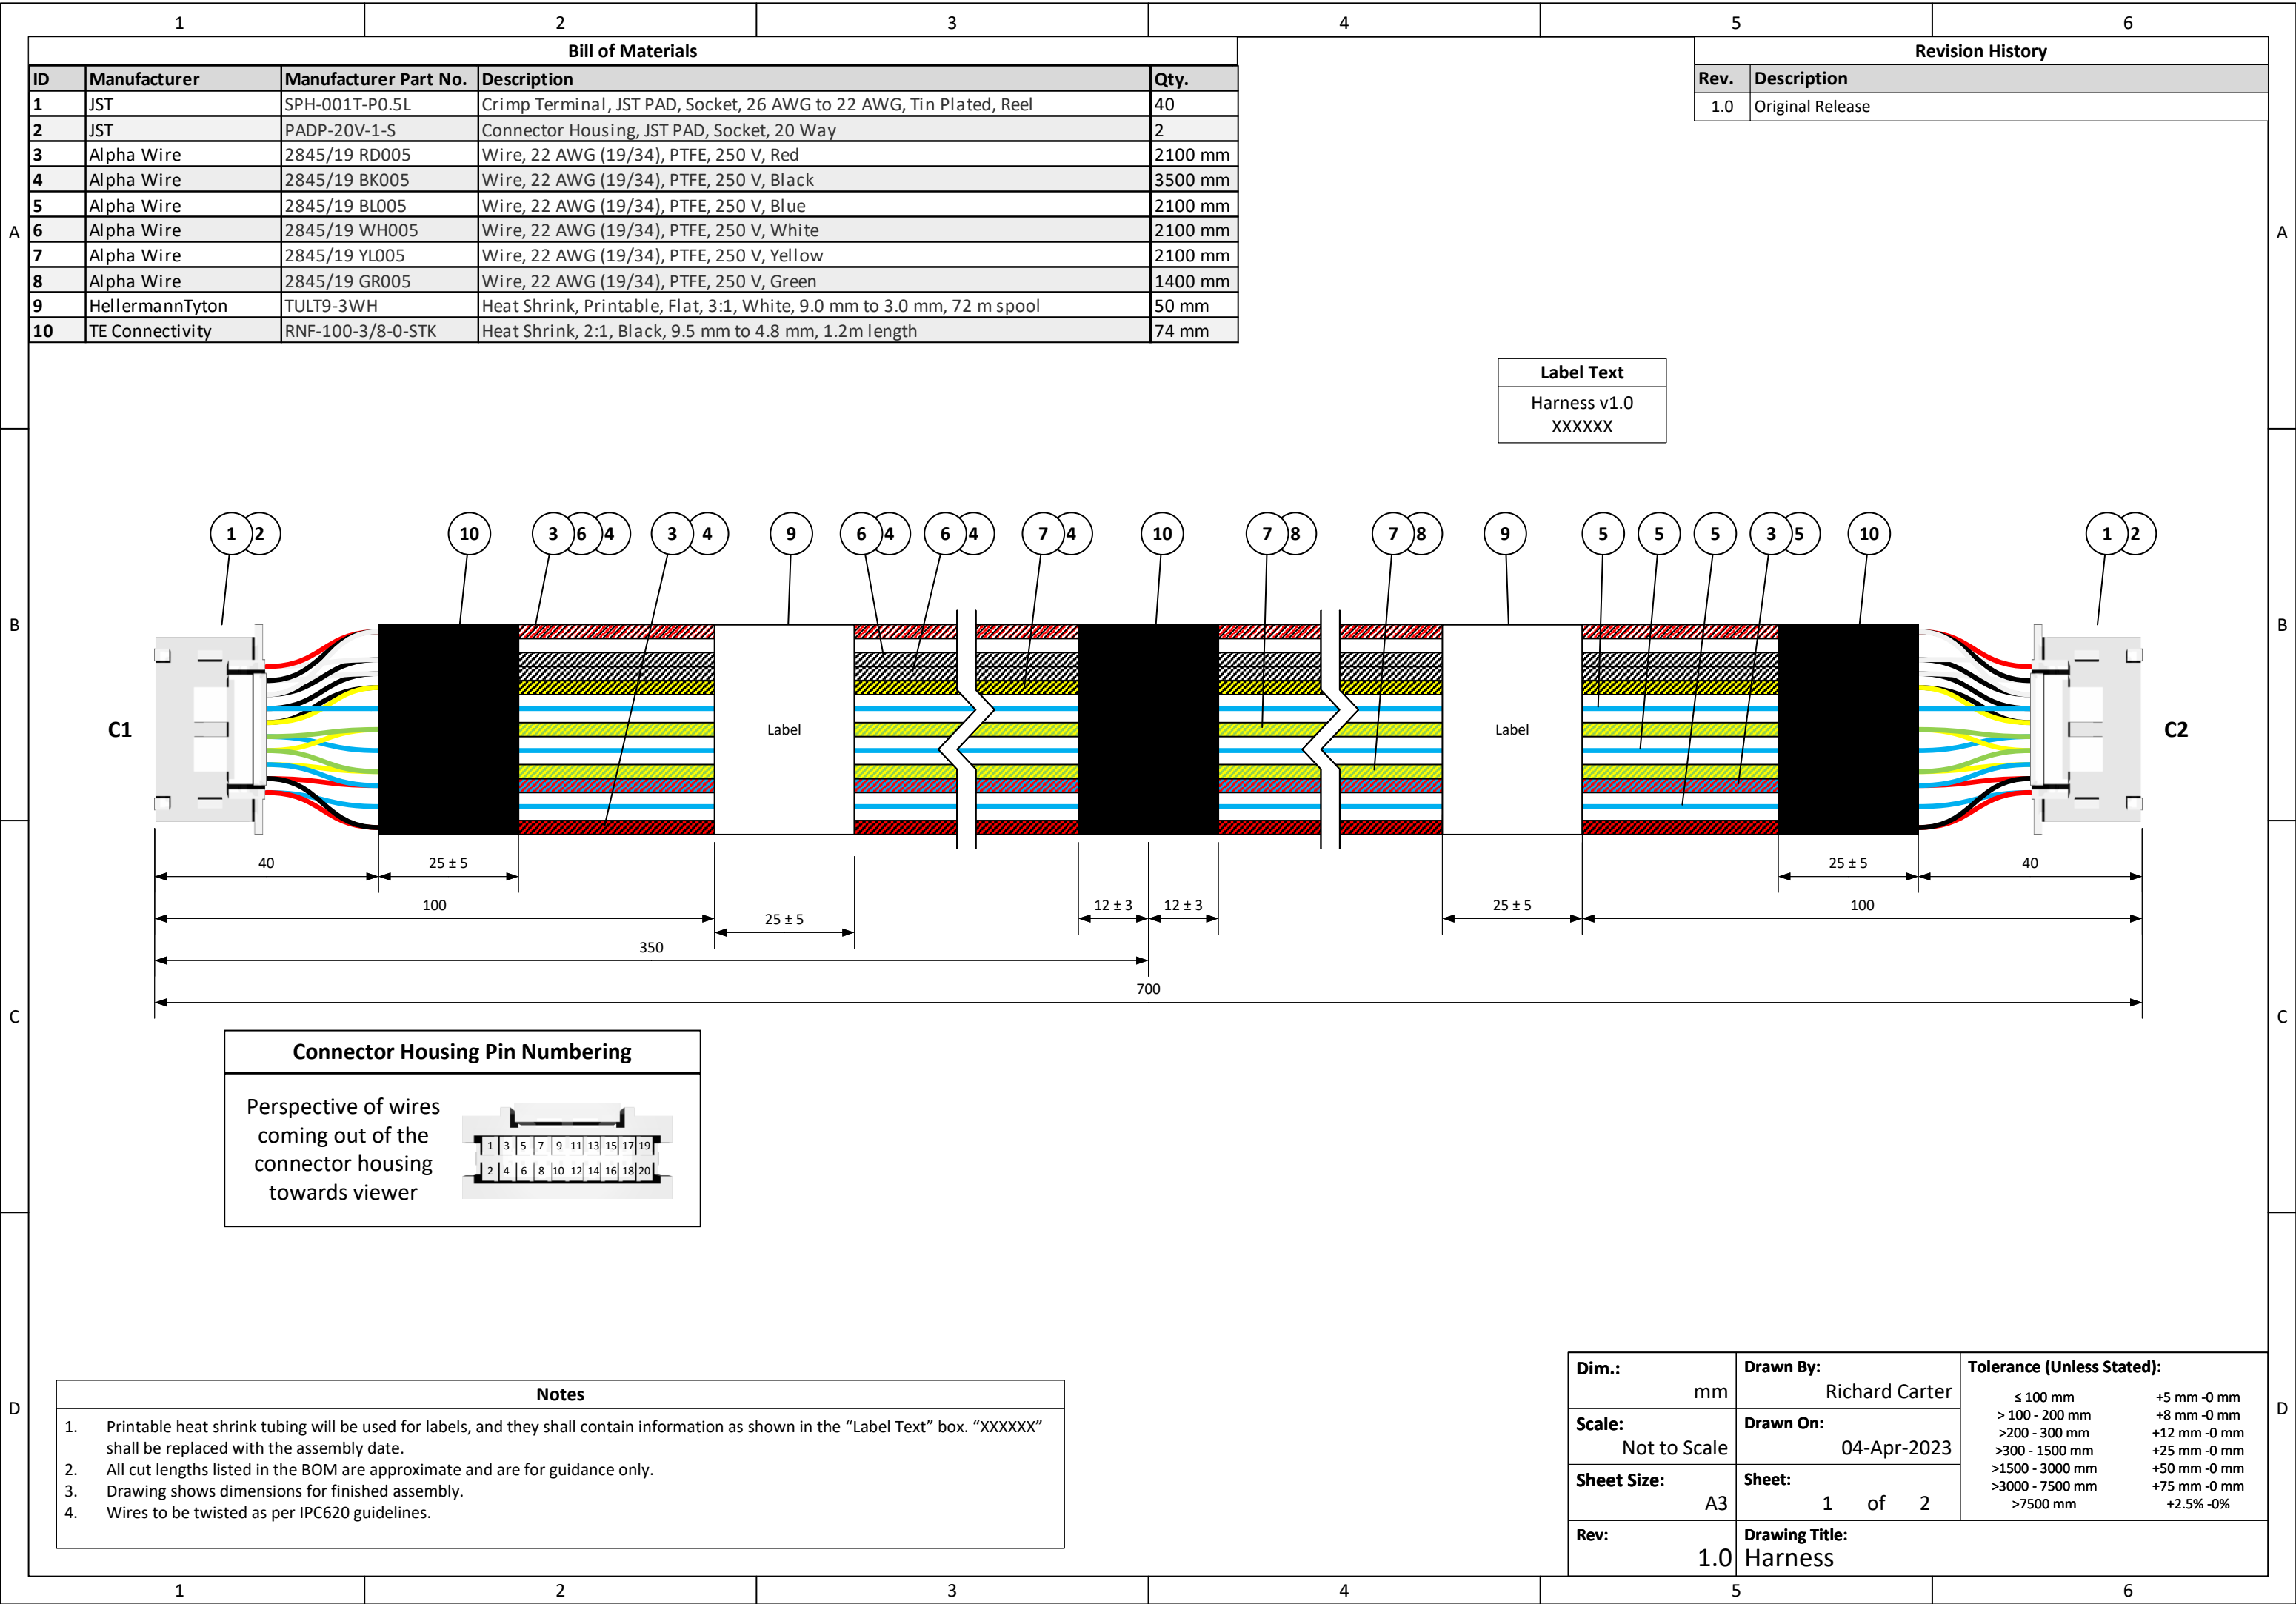 1 2 3 4 5 6
Bill of Materials
ID Manufacturer Manufacturer Part No. Description Qty.
1 JST SPH-001T-P0.5L Crimp Terminal, JST PAD, Socket, 26 AWG to 22 AWG, Tin Plated, Reel 40
2 JST PADP-20V-1-S Connector Housing, JST PAD, Socket, 20 Way 2
3 Alpha Wire 2845/19 RD005 Wire, 22 AWG (19/34), PTFE, 250 V, Red 2100 mm
4 Alpha Wire 2845/19 BK005 Wire, 22 AWG (19/34), PTFE, 250 V, Black 3500 mm
5 Alpha Wire 2845/19 BL005 Wire, 22 AWG (19/34), PTFE, 250 V, Blue 2100 mm
6 Alpha Wire 2845/19 WH005 Wire, 22 AWG (19/34), PTFE, 250 V, White 2100 mm
7 Alpha Wire 2845/19 YL005 Wire, 22 AWG (19/34), PTFE, 250 V, Yellow 2100 mm
8 Alpha Wire 2845/19 GR005 Wire, 22 AWG (19/34), PTFE, 250 V, Green 1400 mm
9 HellermannTyton TULT9-3WH Heat Shrink, Printable, Flat, 3:1, White, 9.0 mm to 3.0 mm, 72 m spool 50 mm
10 TE Connectivity RNF-100-3/8-0-STK Heat Shrink, 2:1, Black, 9.5 mm to 4.8 mm, 1.2m length 74 mm
Revision History
Rev. Description
1.0 Original Release
A A
Label Text
Harness v1.0
XXXXXX
1 2 10 3 6 4 3 4 9 6 4 6 4 7 4 10 7 8 7 8 9 5 5 5 3 5 10 1 2
B B
C1 Label Label C2
40 25 ± 5 25 ± 5 40
100 12 ± 3 12 ± 3 100
25 ± 5 25 ± 5
350
700
C C
Connector Housing Pin Numbering
Perspective of wires
coming out of the
connector housing
towards viewer
1 3 5 7 9 11 13 15 17 19
2 4 6 8 10 12 14 16 18 20
D D
Notes
1. Printable heat shrink tubing will be used for labels, and they shall contain information as shown in the “Label Text” box. “XXXXXX”
shall be replaced with the assembly date.
2. All cut lengths listed in the BOM are approximate and are for guidance only.
3. Drawing shows dimensions for finished assembly.
4. Wires to be twisted as per IPC620 guidelines.
Dim.: mm
Drawn By: Richard Carter
Scale: Not to Scale
Drawn On: 04-Apr-2023
Sheet Size: A3
Sheet: 1 of 2
Tolerance (Unless Stated):
≤ 100 mm +5 mm -0 mm
> 100 - 200 mm +8 mm -0 mm
>200 - 300 mm +12 mm -0 mm
>300 - 1500 mm +25 mm -0 mm
>1500 - 3000 mm +50 mm -0 mm
>3000 - 7500 mm +75 mm -0 mm
>7500 mm +2.5% -0%
Rev: 1.0
Drawing Title:
Harness
1 2 3 4 5 6